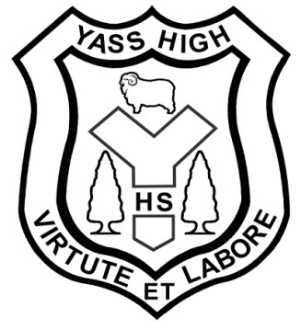 YASS HIGH
Y
HS
VIRTUTE ET LABORE